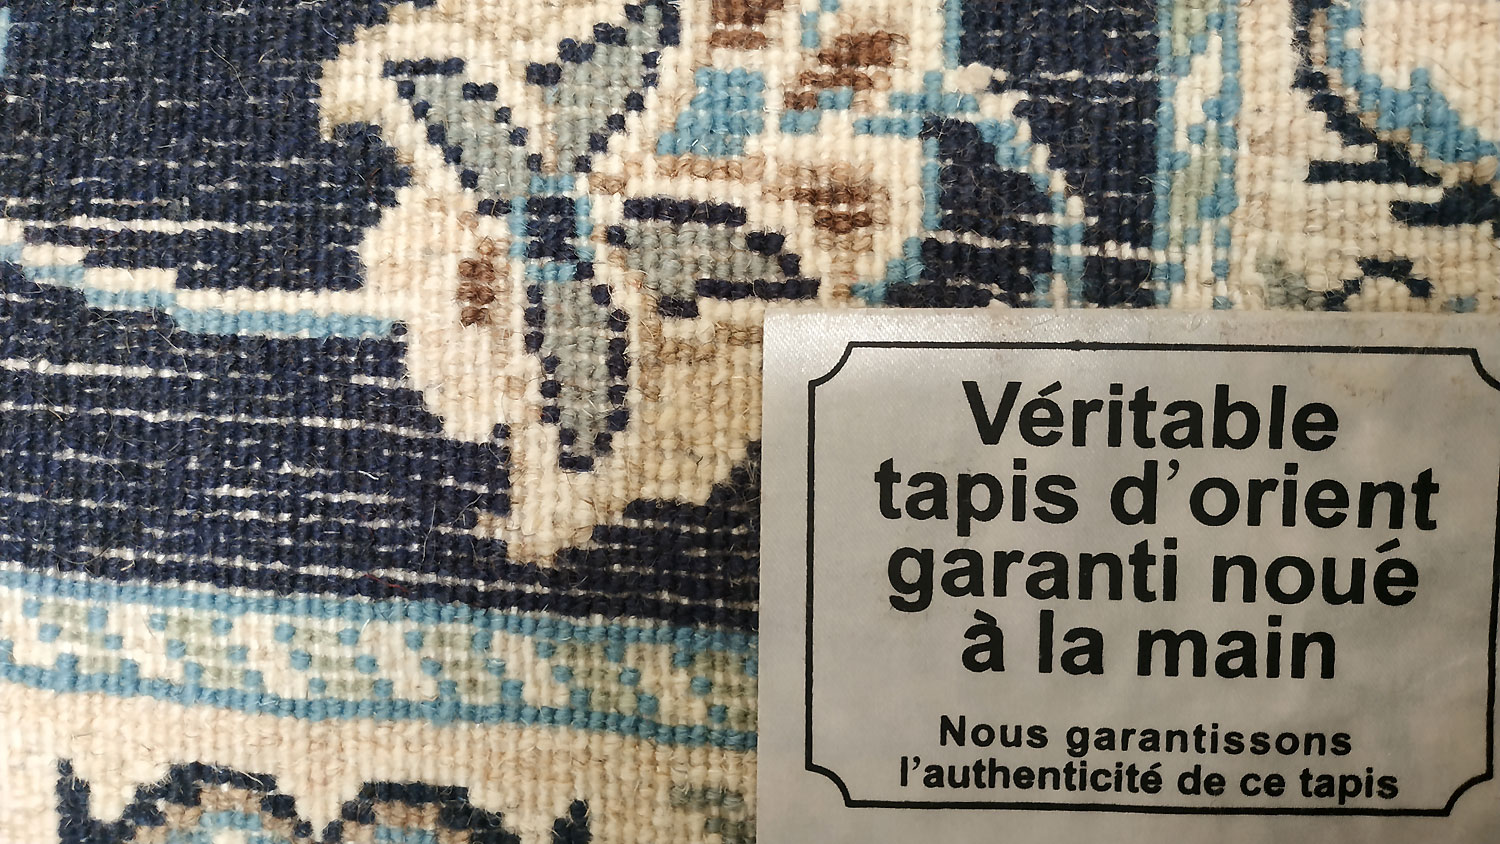 Véritable
tapis d'orient
garanti noué
à la main
Nous garantissons
l'authenticité de ce tapis